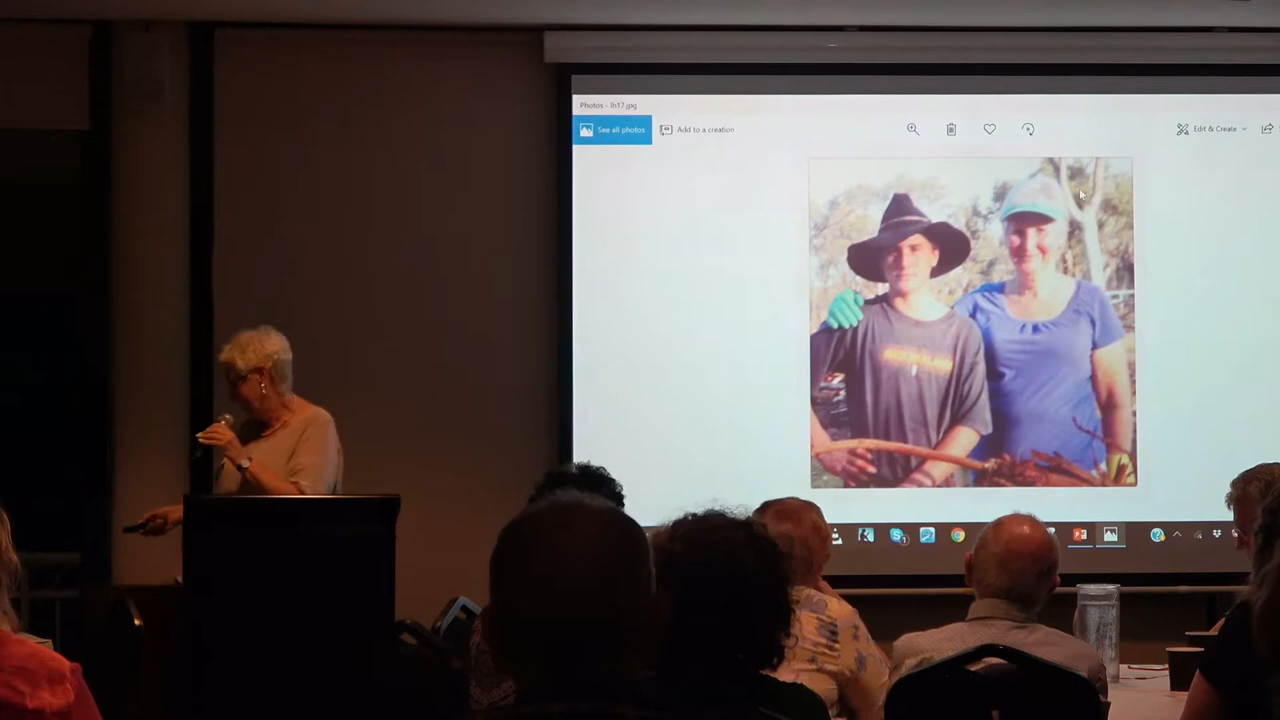 Photos - lh17.jpg
See all photos
Add to a creation
Edit & Create